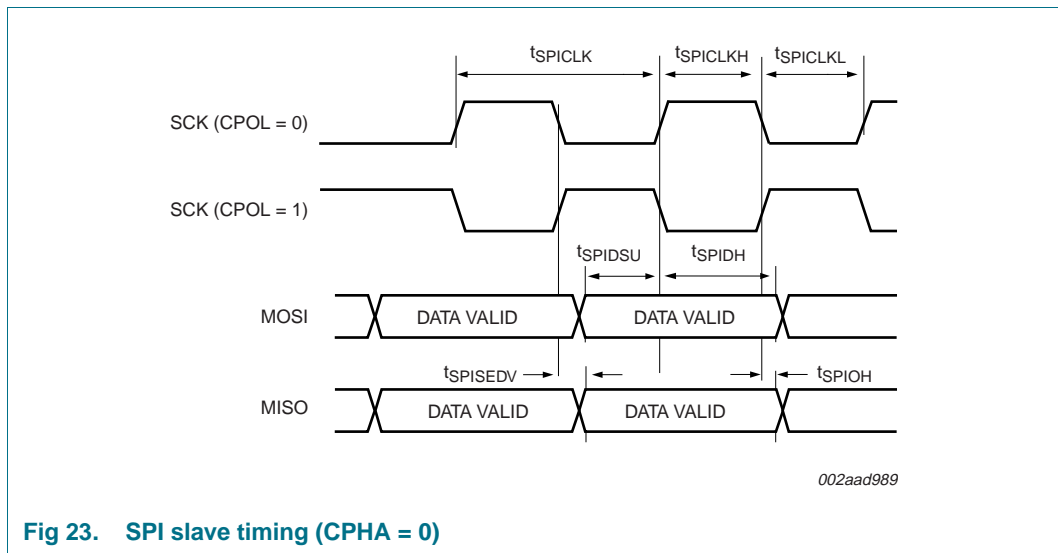 tSPICLK tSPICLKH tSPICLKL
SCK (CPOL = 0)
SCK (CPOL = 1)
tSPIDSU tSPIDH
MOSI DATA VALID DATA VALID
tSPISEDV tSPIOH
MISO DATA VALID DATA VALID
002aad989
Fig 23. SPI slave timing (CPHA = 0)